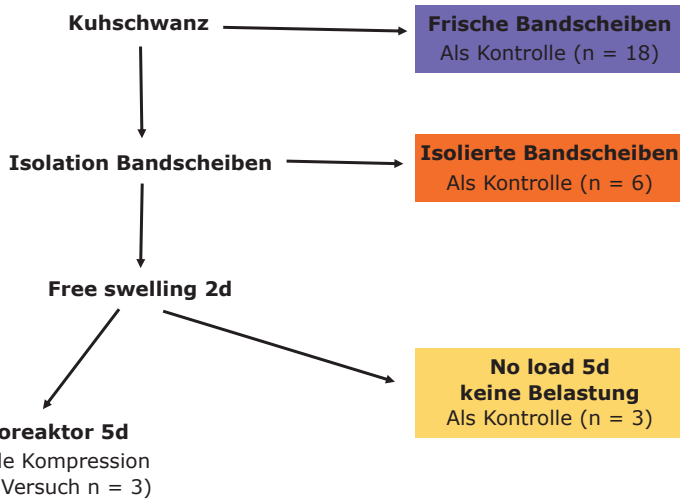 Kuhschwanz
Frische Bandscheiben
Als Kontrolle (n = 18)
Isolation Bandscheiben
Isolierte Bandscheiben
Als Kontrolle (n = 6)
Free swelling 2d
No load 5d
keine Belastung
Als Kontrolle (n = 3)
oreaktor 5d
le Kompression
Versuch n = 3)